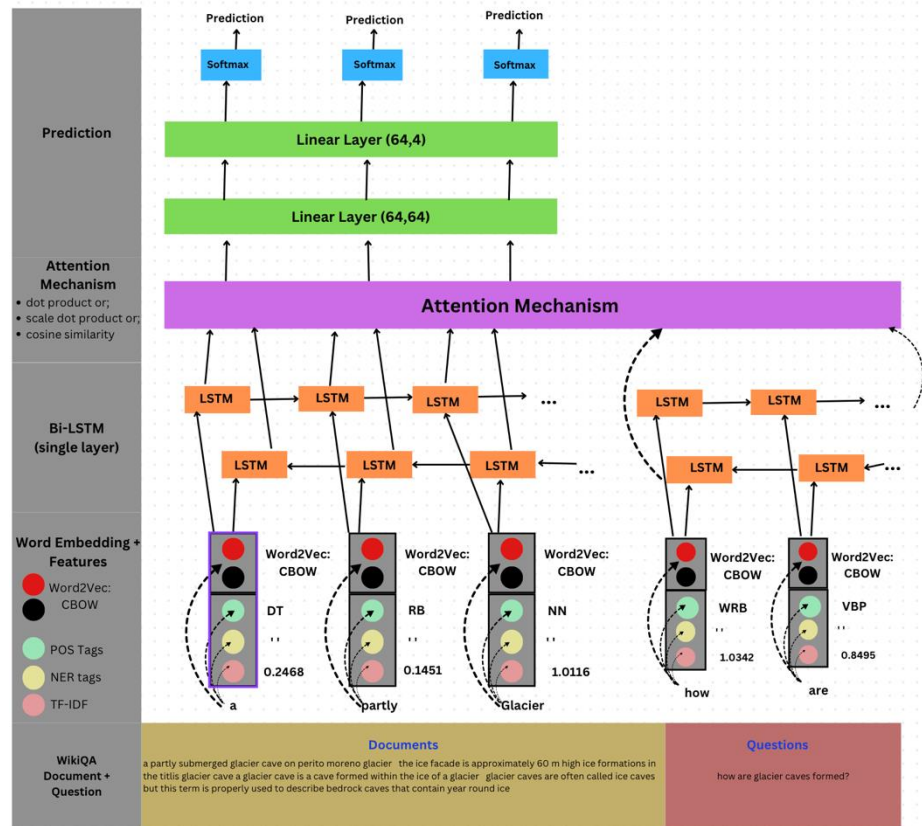 Prediction
Prediction
Prediction
Softmax
Softmax
Softmax
Prediction
Linear Layer (64,4)
Linear Layer (64,64)
Attention
Mechanism
• dot product or;
• scale dot product or;
• cosine similarity
Attention Mechanism
Bi-LSTM
(single layer)
LSTM
LSTM
LSTM
...
LSTM
LSTM
...
LSTM
LSTM
LSTM
...
LSTM
LSTM
...
Word Embedding +
Features
Word2Vec:
CBOW
POS Tags
NER tags
TF-IDF
Word2Vec:
CBOW
DT
' '
0.2468
a
Word2Vec:
CBOW
RB
' '
0.1451
partly
Word2Vec:
CBOW
NN
' '
1.0116
Glacier
Word2Vec:
CBOW
WRB
' '
1.0342
how
Word2Vec:
CBOW
VBP
' '
0.8495
are
WikiQA
Document +
Question
Documents
a partly submerged glacier cave on perito moreno glacier the ice facade is approximately 60 m high ice formations in
the titlis glacier cave a glacier cave is a cave formed within the ice of a glacier glacier caves are often called ice caves
but this term is properly used to describe bedrock caves that contain year round ice
Questions
how are glacier caves formed?